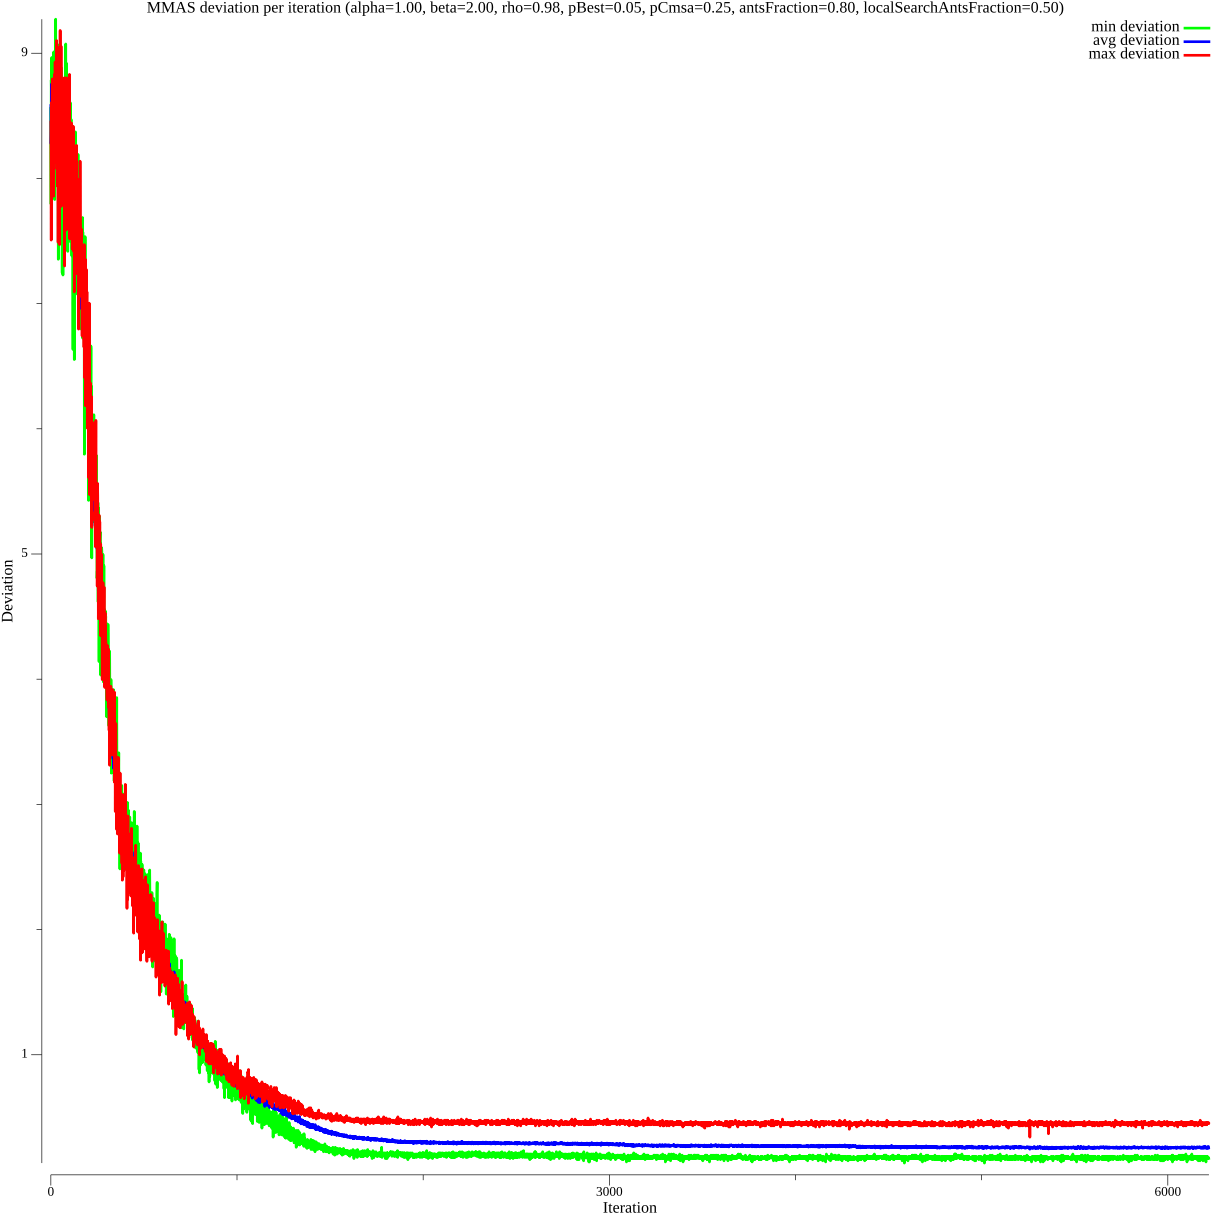 MMAS deviation per iteration (alpha=1.00, beta=2.00, rho=0.98, pBest=0.05, pCmsa=0.25, antsFraction=0.80, localSearchAntsFraction=0.50)
min deviation
avg deviation
max deviation
9
5
1
Deviation
0
3000
6000
Iteration